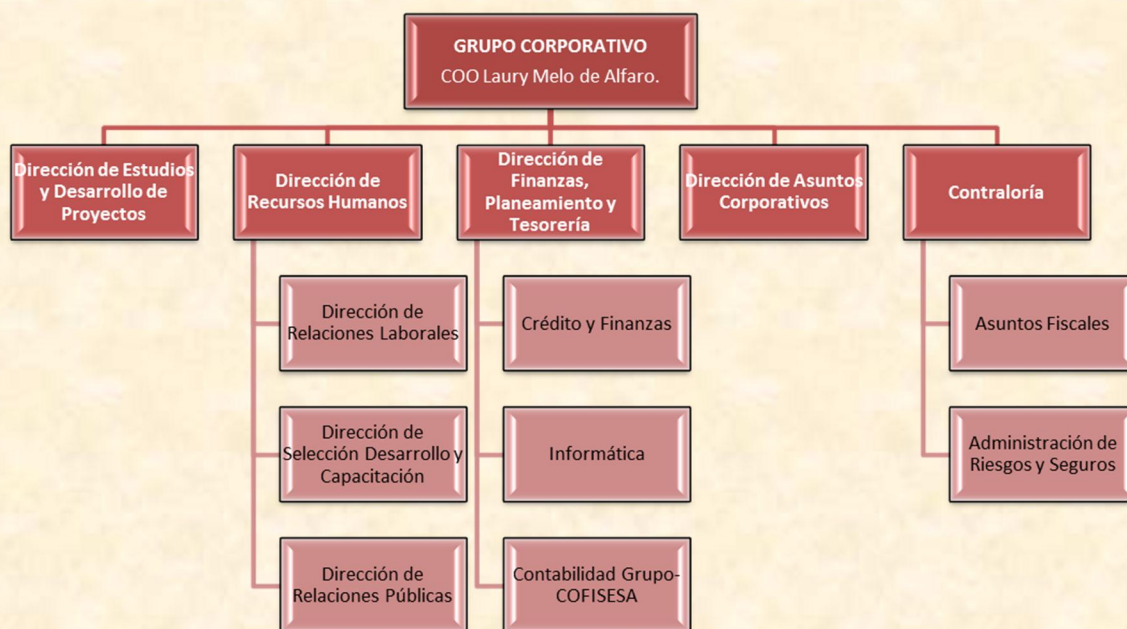 GRUPO CORPORATIVO
COO Laury Melo de Alfaro.
Dirección de Estudios
y Desarrollo de
Proyectos
Dirección de
Recursos Humanos
Dirección de
Finanzas,
Planeamiento y
Tesorería
Dirección de Asuntos
Corporativos
Contraloría
Dirección de
Relaciones Laborales
Crédito y Finanzas
Asuntos Fiscales
Dirección de
Selección Desarrollo y
Capacitación
Informática
Administración de
Riesgos y Seguros
Dirección de
Relaciones Públicas
Contabilidad Grupo-
COFISESA